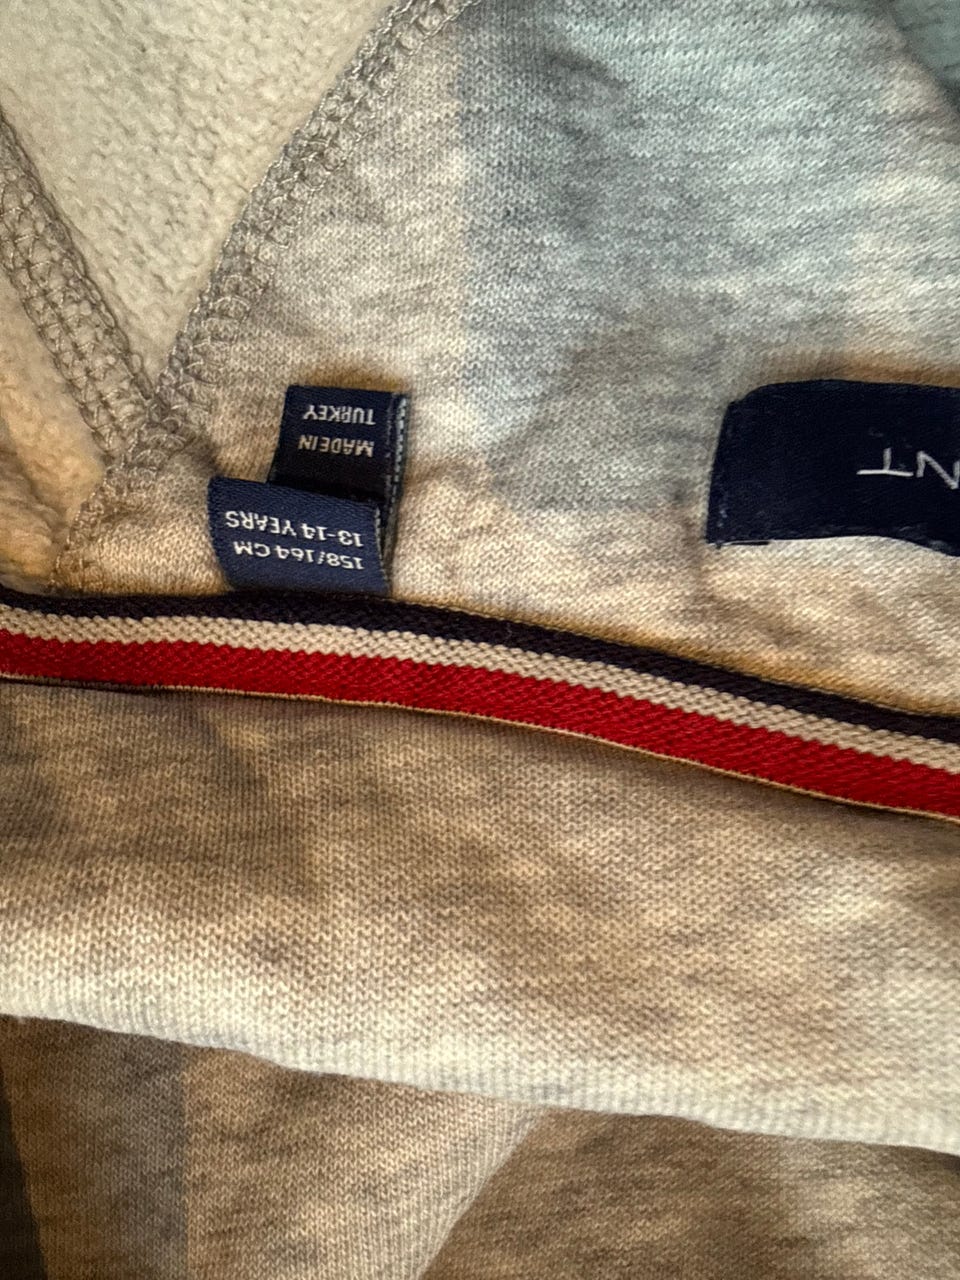 NT
158/164 CM
13-14 YEARS
MADE IN
TURKEY